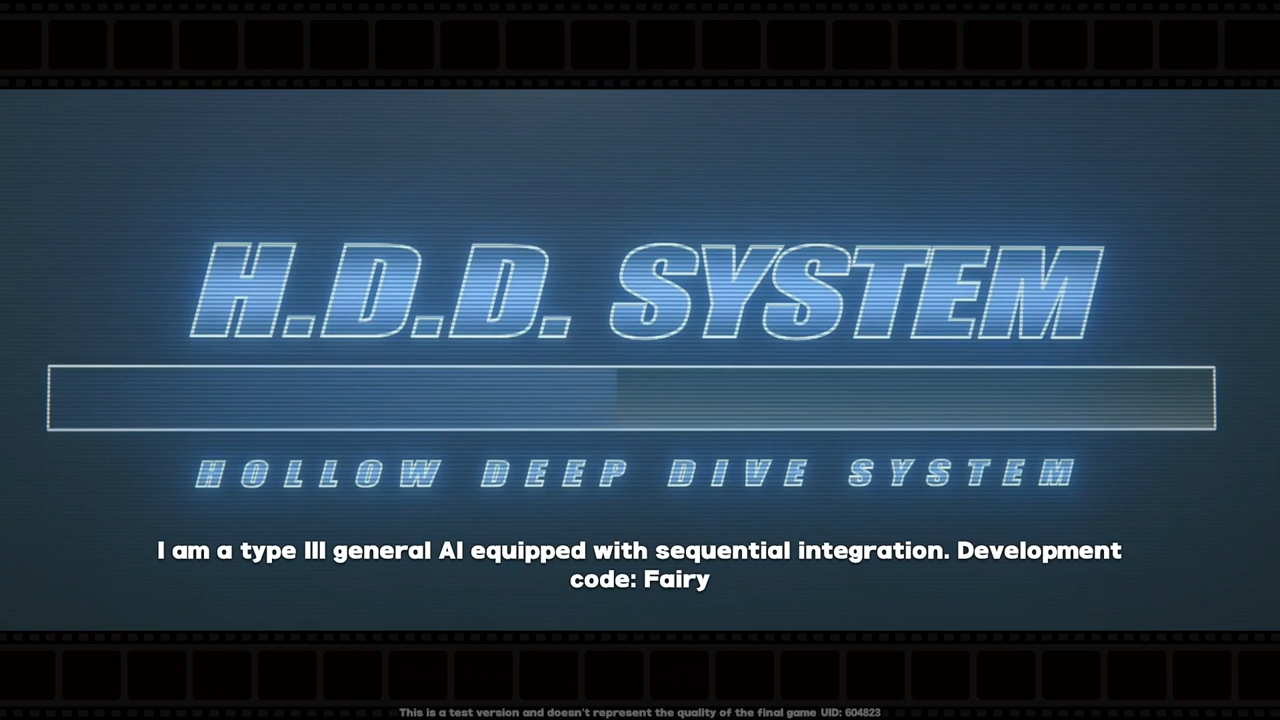 H.D.D. SYSTEM
HOLLOW DEEP DIVE SYSTEM
I am a type III general AI equipped with sequential integration. Development
code: Fairy
This is a test version and doesn't represent the quality of the final game UID: 604823